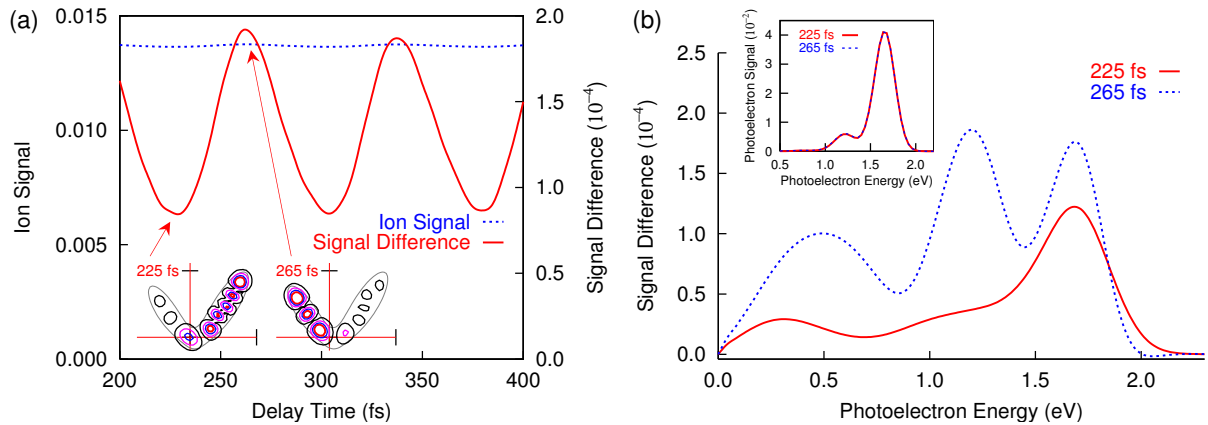 (a)
0.015
0.010
0.005
0.000
Ion Signal
2.0
1.5
1.0
0.5
0.0
Signal Difference (10⁻⁴)
Ion Signal
Signal Difference
225 fs
265 fs
200
250
300
350
400
Delay Time (fs)
(b)
2.5
2.0
1.5
1.0
0.5
0.0
Signal Difference (10⁻⁴)
225 fs
265 fs
4
3
2
1
0
Photoelectron Signal (10⁻²)
225 fs
265 fs
0.5
1.0
1.5
2.0
Photoelectron Energy (eV)
0.0
0.5
1.0
1.5
2.0
Photoelectron Energy (eV)